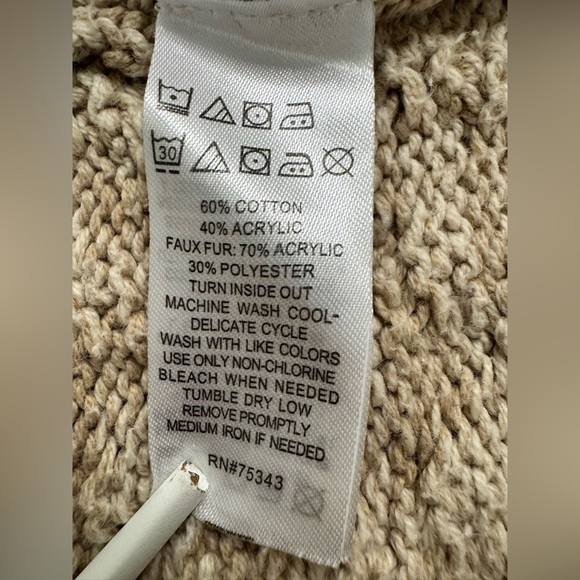 30
60% COTTON
40% ACRYLIC
FAUX FUR: 70% ACRYLIC
30% POLYESTER
TURN INSIDE OUT
MACHINE WASH COOL-
DELICATE CYCLE
WASH WITH LIKE COLORS
USE ONLY NON-CHLORINE
BLEACH WHEN NEEDED
TUMBLE DRY LOW
REMOVE PROMPTLY
MEDIUM IRON IF NEEDED
RN#75343